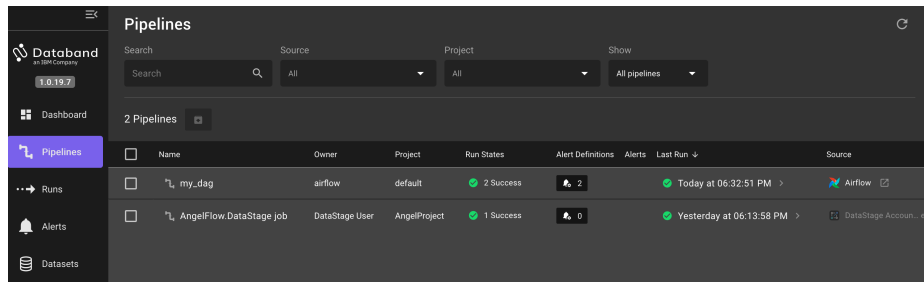 Pipelines
Databand
an IBM Company
1.0.19.7
Dashboard
Pipelines
Runs
Alerts
Datasets
Search Source Project Show
Search All All All pipelines
2 Pipelines
Name Owner Project Run States Alert Definitions Alerts Last Run ↓ Source
my_dag airflow default 2 Success 2 Today at 06:32:51 PM > Airflow
AngelFlow.DataStage job DataStage User AngelProject 1 Success 0 Yesterday at 06:13:58 PM > DataStage Accoun... e